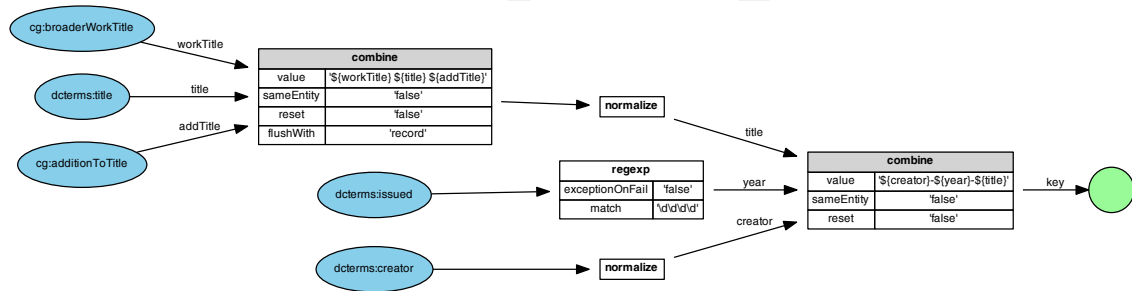 cg:broaderWorkTitle
workTitle
dcterms:title
title
cg:additionToTitle
addTitle
combine
value '${workTitle} ${title} ${addTitle}'
sameEntity 'false'
reset 'false'
flushWith 'record'
normalize
title
dcterms:issued
regexp
exceptionOnFail 'false'
match '\d\d\d\d'
year
dcterms:creator
normalize
creator
combine
value '${creator}-${year}-${title}'
sameEntity 'false'
reset 'false'
key